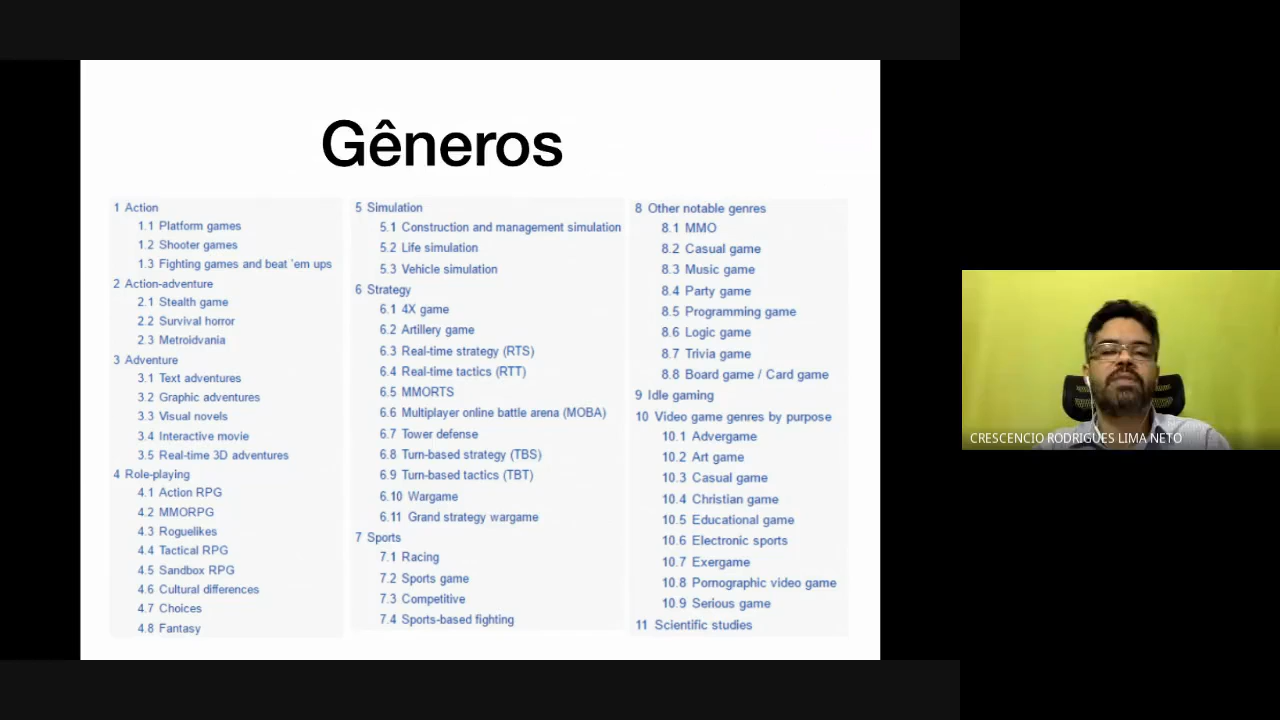 Gêneros
1 Action
1.1 Platform games
1.2 Shooter games
1.3 Fighting games and beat 'em ups
2 Action-adventure
2.1 Stealth game
2.2 Survival horror
2.3 Metroidvania
3 Adventure
3.1 Text adventures
3.2 Graphic adventures
3.3 Visual novels
3.4 Interactive movie
3.5 Real-time 3D adventures
4 Role-playing
4.1 Action RPG
4.2 MMORPG
4.3 Roguelikes
4.4 Tactical RPG
4.5 Sandbox RPG
4.6 Cultural differences
4.7 Choices
4.8 Fantasy
5 Simulation
5.1 Construction and management simulation
5.2 Life simulation
5.3 Vehicle simulation
6 Strategy
6.1 4X game
6.2 Artillery game
6.3 Real-time strategy (RTS)
6.4 Real-time tactics (RTT)
6.5 MMORTS
6.6 Multiplayer online battle arena (MOBA)
6.7 Tower defense
6.8 Turn-based strategy (TBS)
6.9 Turn-based tactics (TBT)
6.10 Wargame
6.11 Grand strategy wargame
7 Sports
7.1 Racing
7.2 Sports game
7.3 Competitive
7.4 Sports-based fighting
8 Other notable genres
8.1 MMO
8.2 Casual game
8.3 Music game
8.4 Party game
8.5 Programming game
8.6 Logic game
8.7 Trivia game
8.8 Board game / Card game
9 Idle gaming
10 Video game genres by purpose
10.1 Advergame
10.2 Art game
10.3 Casual game
10.4 Christian game
10.5 Educational game
10.6 Electronic sports
10.7 Exergame
10.8 Pornographic video game
10.9 Serious game
11 Scientific studies
CRESCENCIO RODRIGUES LIMA NETO